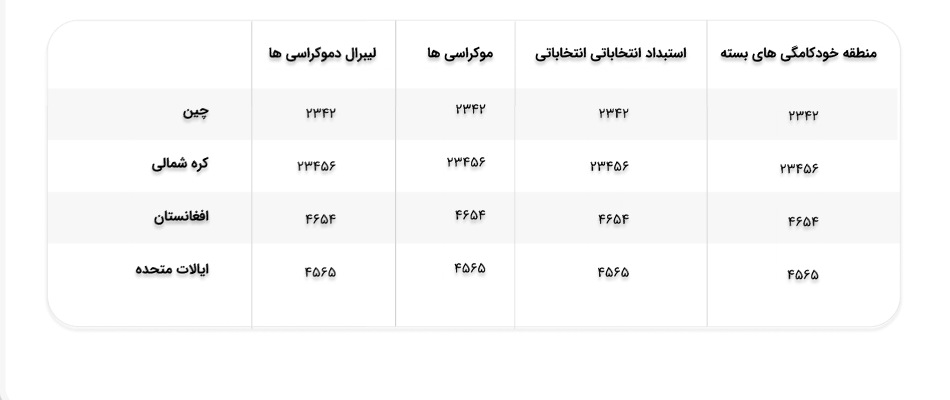 منطقه خودکامگی های بسته استبداد انتخاباتی انتخاباتی موکراسی ها لیبرال دموکراسی ها
۲۳۴۲ ۲۳۴۲ ۲۳۴۲ ۲۳۴۲ چین
۲۳۴۵۶ ۲۳۴۵۶ ۲۳۴۵۶ ۲۳۴۵۶ کره شمالی
۴۶۵۴ ۴۶۵۴ ۴۶۵۴ ۴۶۵۴ افغانستان
۴۵۶۵ ۴۵۶۵ ۴۵۶۵ ۴۵۶۵ ایالات متحده